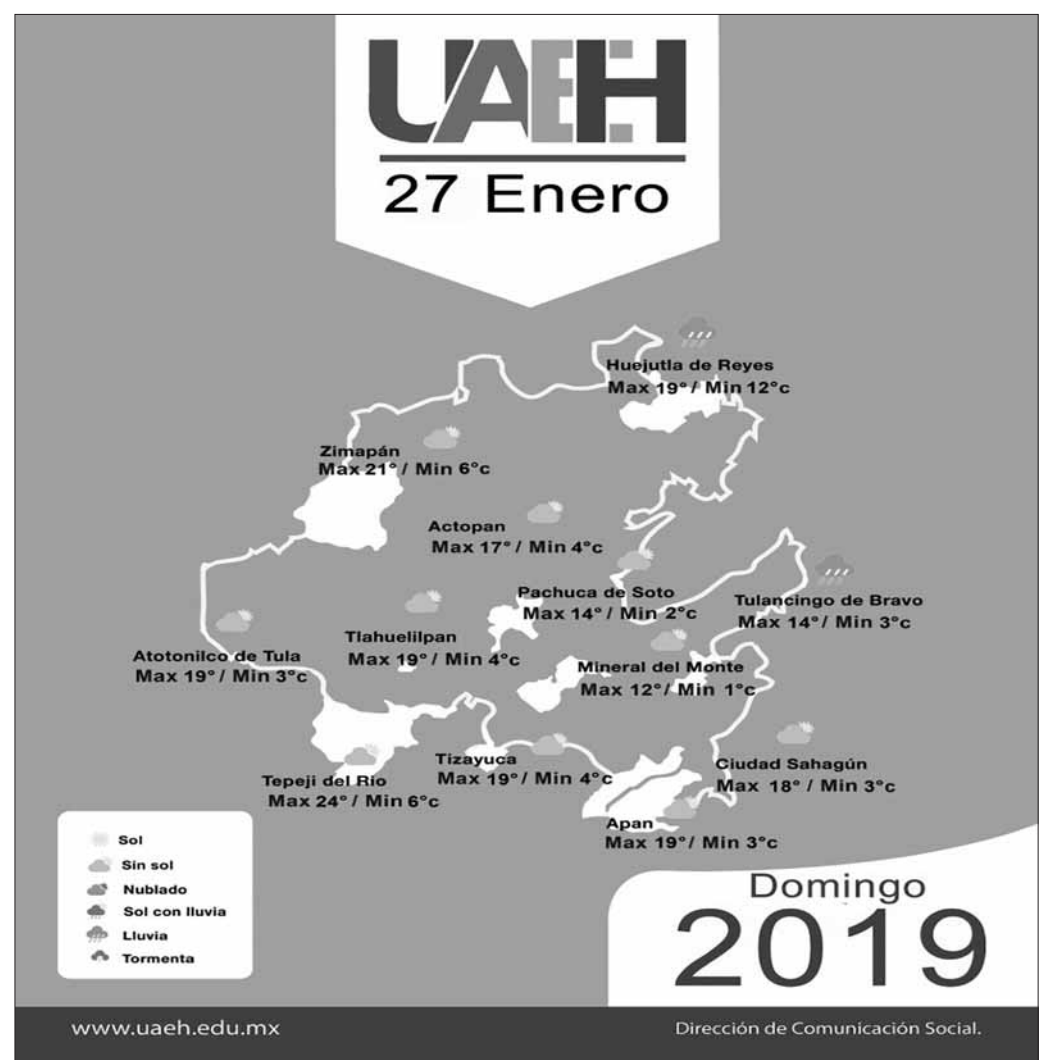 UAEH
27 Enero
Huejutla de Reyes
Max 19°/ Min 12°c
Zimapán
Max 21° / Min 6°c
Actopan
Max 17° / Min 4°c
Pachuca de Soto
Max 14° / Min 2°c
Tulancingo de Bravo
Max 14° / Min 3°c
Tlahuelilpan
Max 19° / Min 4°c
Atotonilco de Tula
Max 19° / Min 3°c
Mineral del Monte
Max 12° / Min 1°c
Tizayuca
Max 19° / Min 4°c
Ciudad Sahagún
Max 18° / Min 3°c
Tepeji del Rio
Max 24° / Min 6°c
Apan
Max 19°/ Min 3°c
Sol
Sin sol
Nublado
Sol con lluvia
Lluvia
Tormenta
Domingo
2019
www.uaeh.edu.mx
Dirección de Comunicación Social.